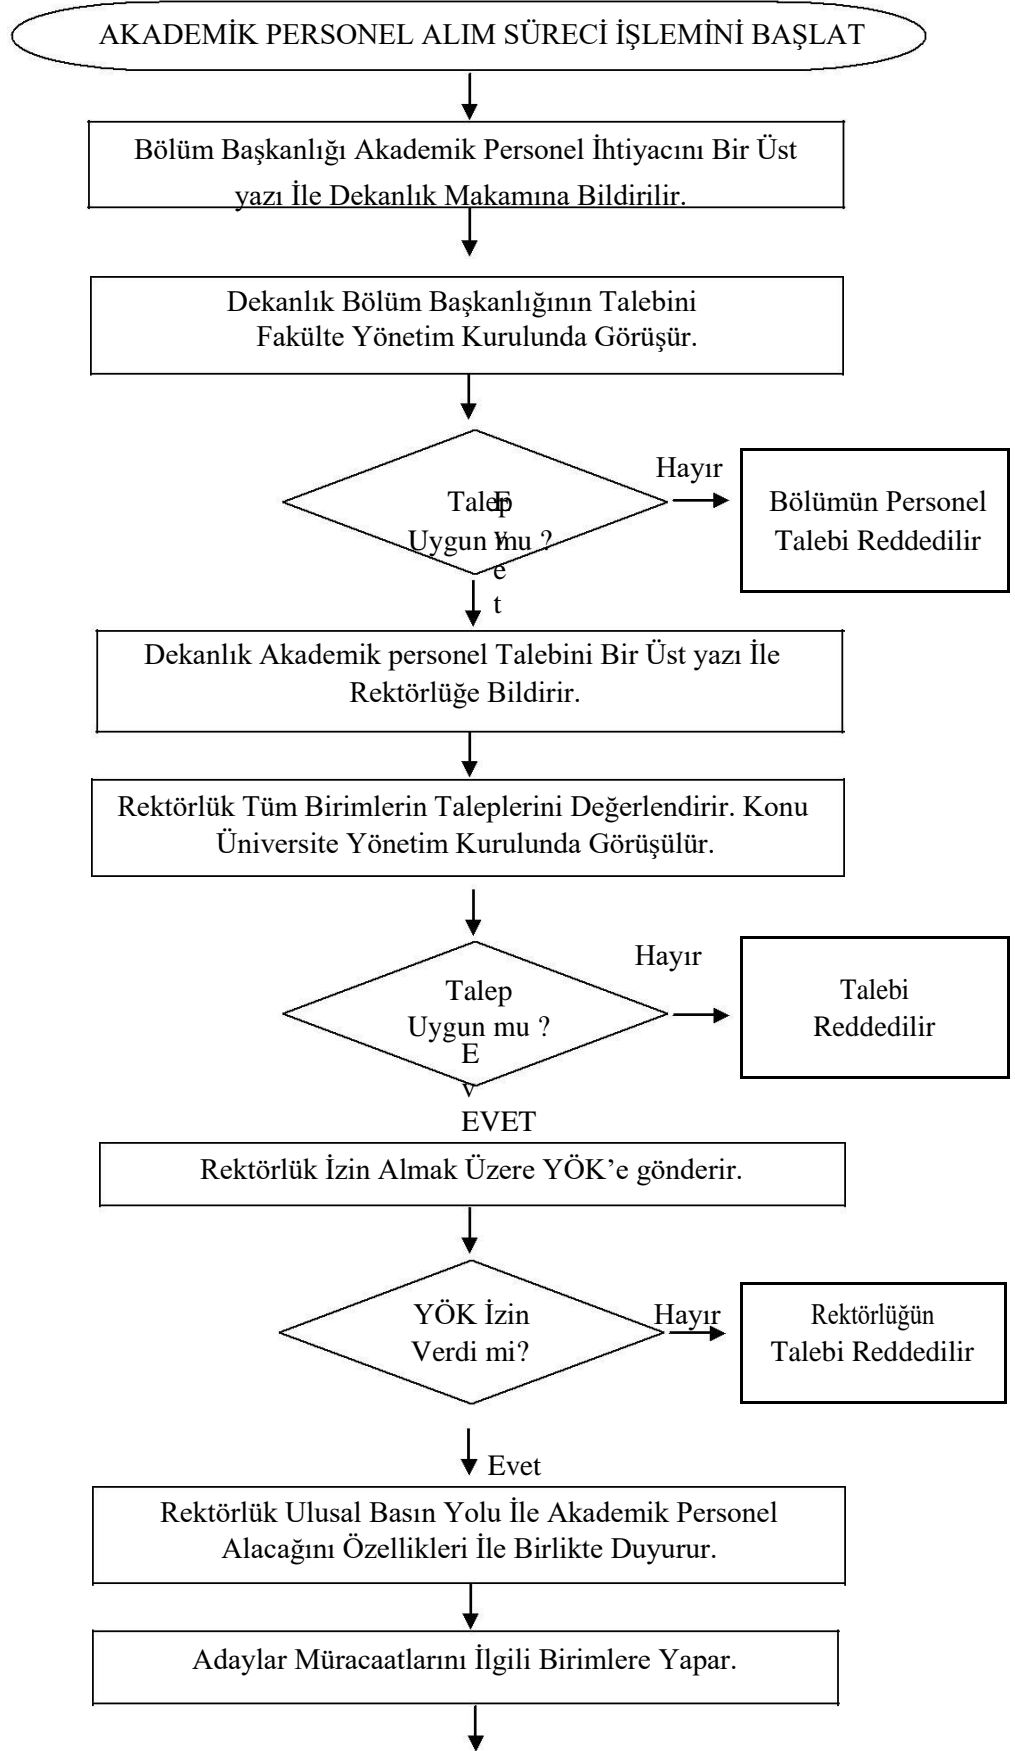 AKADEMİK PERSONEL ALIM SÜRECİ İŞLEMİNİ BAŞLAT
Bölüm Başkanlığı Akademik Personel İhtiyacını Bir Üst
yazı İle Dekanlık Makamına Bildirilir.
Dekanlık Bölüm Başkanlığının Talebini
Fakülte Yönetim Kurulunda Görüşür.
Hayır
Talep
Uygun mu ?
Bölümün Personel
Talebi Reddedilir
E
v
e
t
Dekanlık Akademik personel Talebini Bir Üst yazı İle
Rektörlüğe Bildirir.
Rektörlük Tüm Birimlerin Taleplerini Değerlendirir. Konu
Üniversite Yönetim Kurulunda Görüşülür.
Hayır
Talep
Uygun mu ?
Talebi
Reddedilir
E
v
EVET
Rektörlük İzin Almak Üzere YÖK’e gönderir.
YÖK İzin
Verdi mi?
Hayır
Rektörlüğün
Talebi Reddedilir
Evet
Rektörlük Ulusal Basın Yolu İle Akademik Personel
Alacağını Özellikleri İle Birlikte Duyurur.
Adaylar Müracaatlarını İlgili Birimlere Yapar.